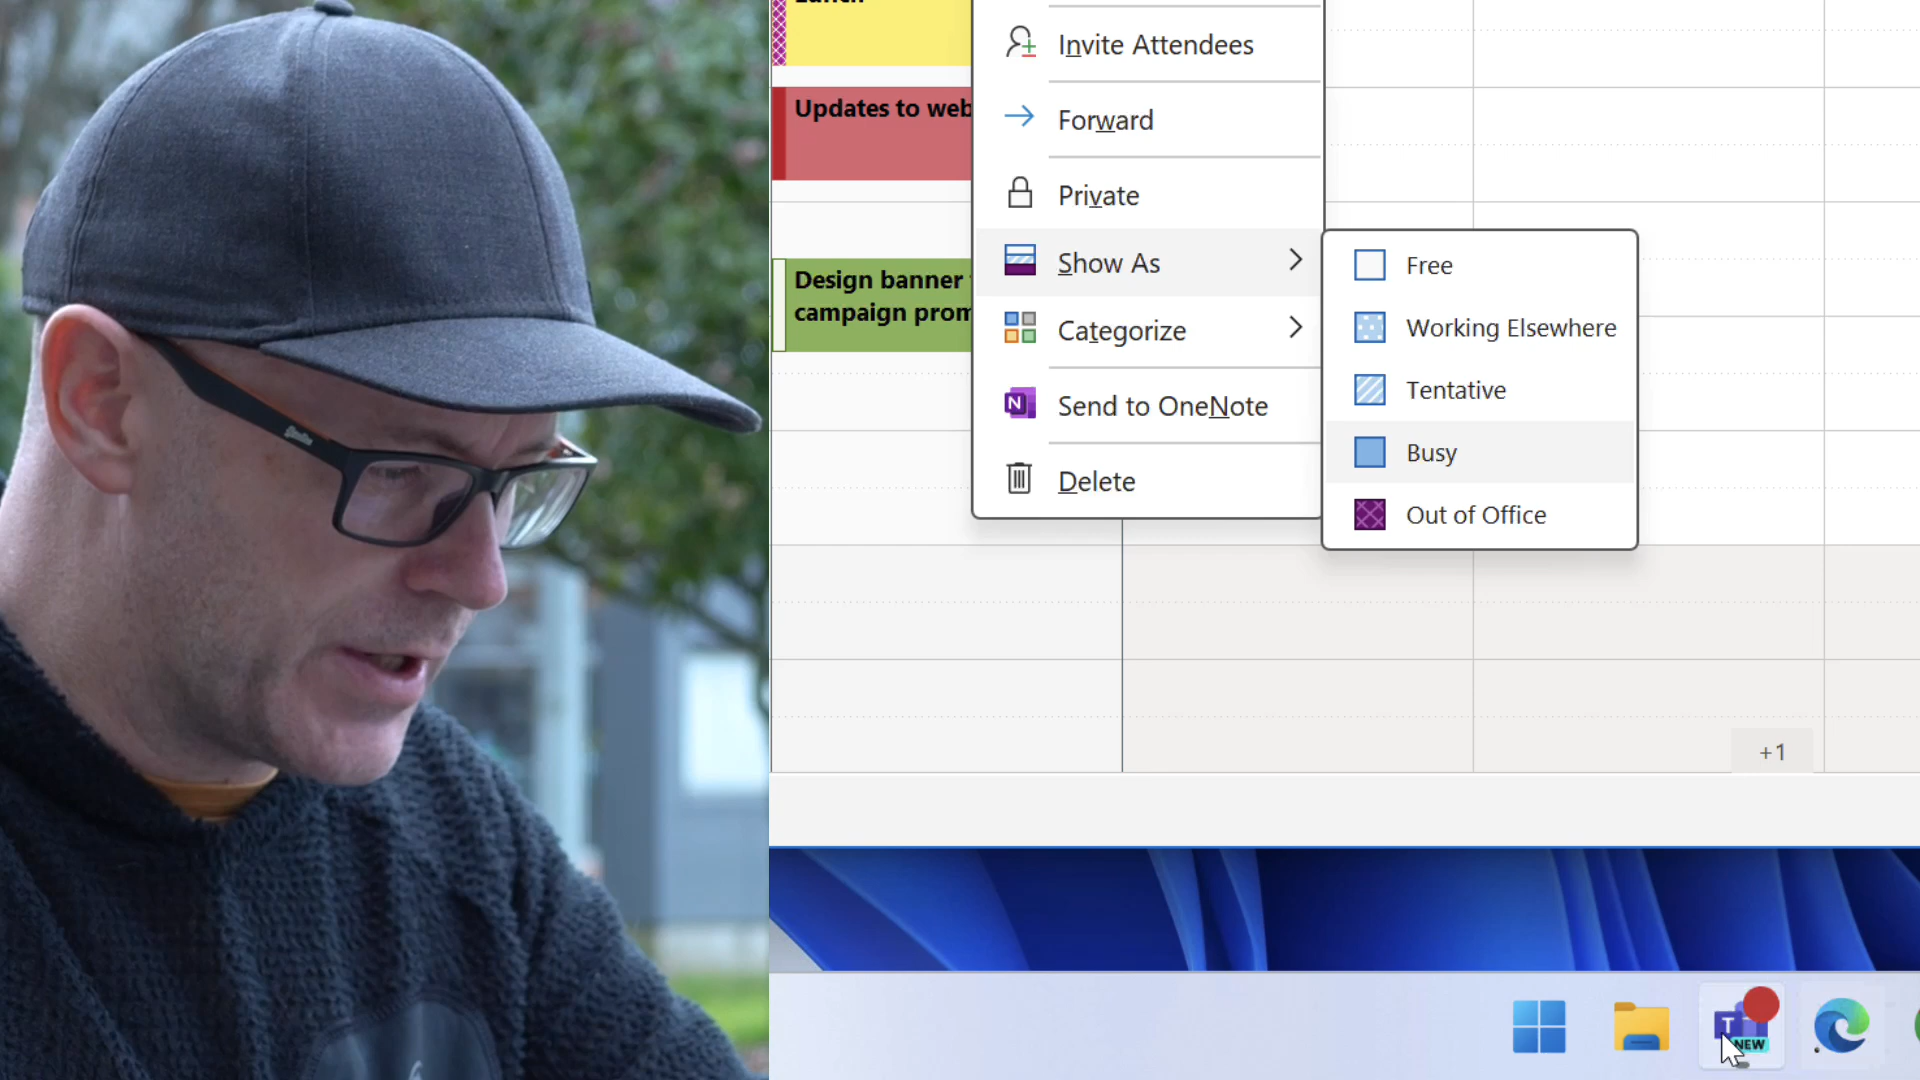 Lunch
Updates to web
Design banner
campaign prom
Invite Attendees
Forward
Private
Show As
Categorize
Send to OneNote
Delete
Free
Working Elsewhere
Tentative
Busy
Out of Office
+1
N
T
NEW